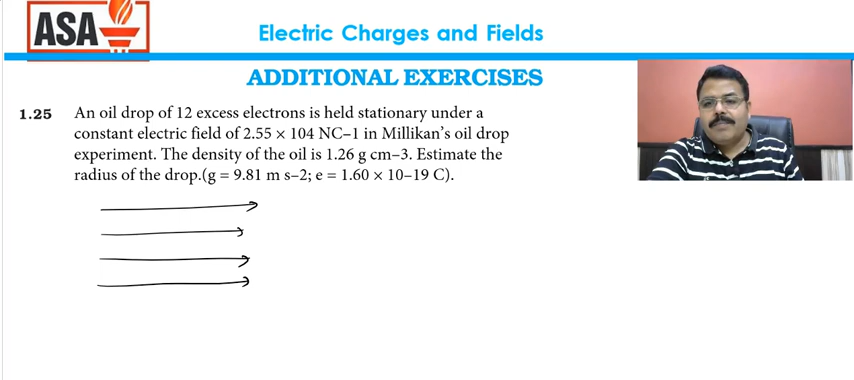 ASA
Electric Charges and Fields
ADDITIONAL EXERCISES
1.25 An oil drop of 12 excess electrons is held stationary under a
constant electric field of 2.55 × 104 NC−1 in Millikan's oil drop
experiment. The density of the oil is 1.26 g cm−3. Estimate the
radius of the drop.(g = 9.81 m s−2; e = 1.60 × 10−19 C).